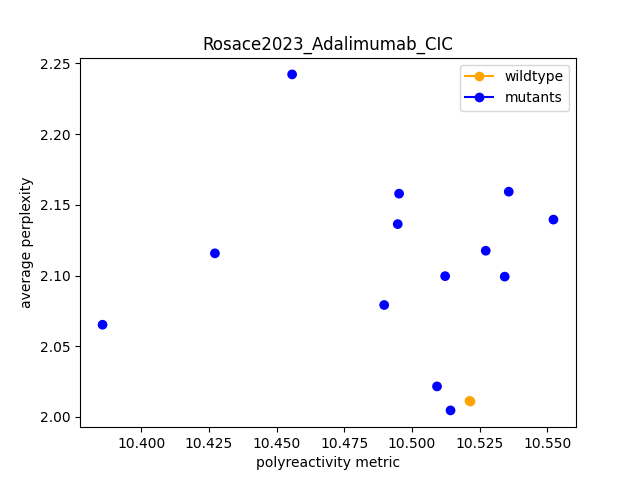 Rosace2023_Adalimumab_CIC
wildtype
mutants
average perplexity
2.25
2.20
2.15
2.10
2.05
2.00
10.400 10.425 10.450 10.475 10.500 10.525 10.550
polyreactivity metric